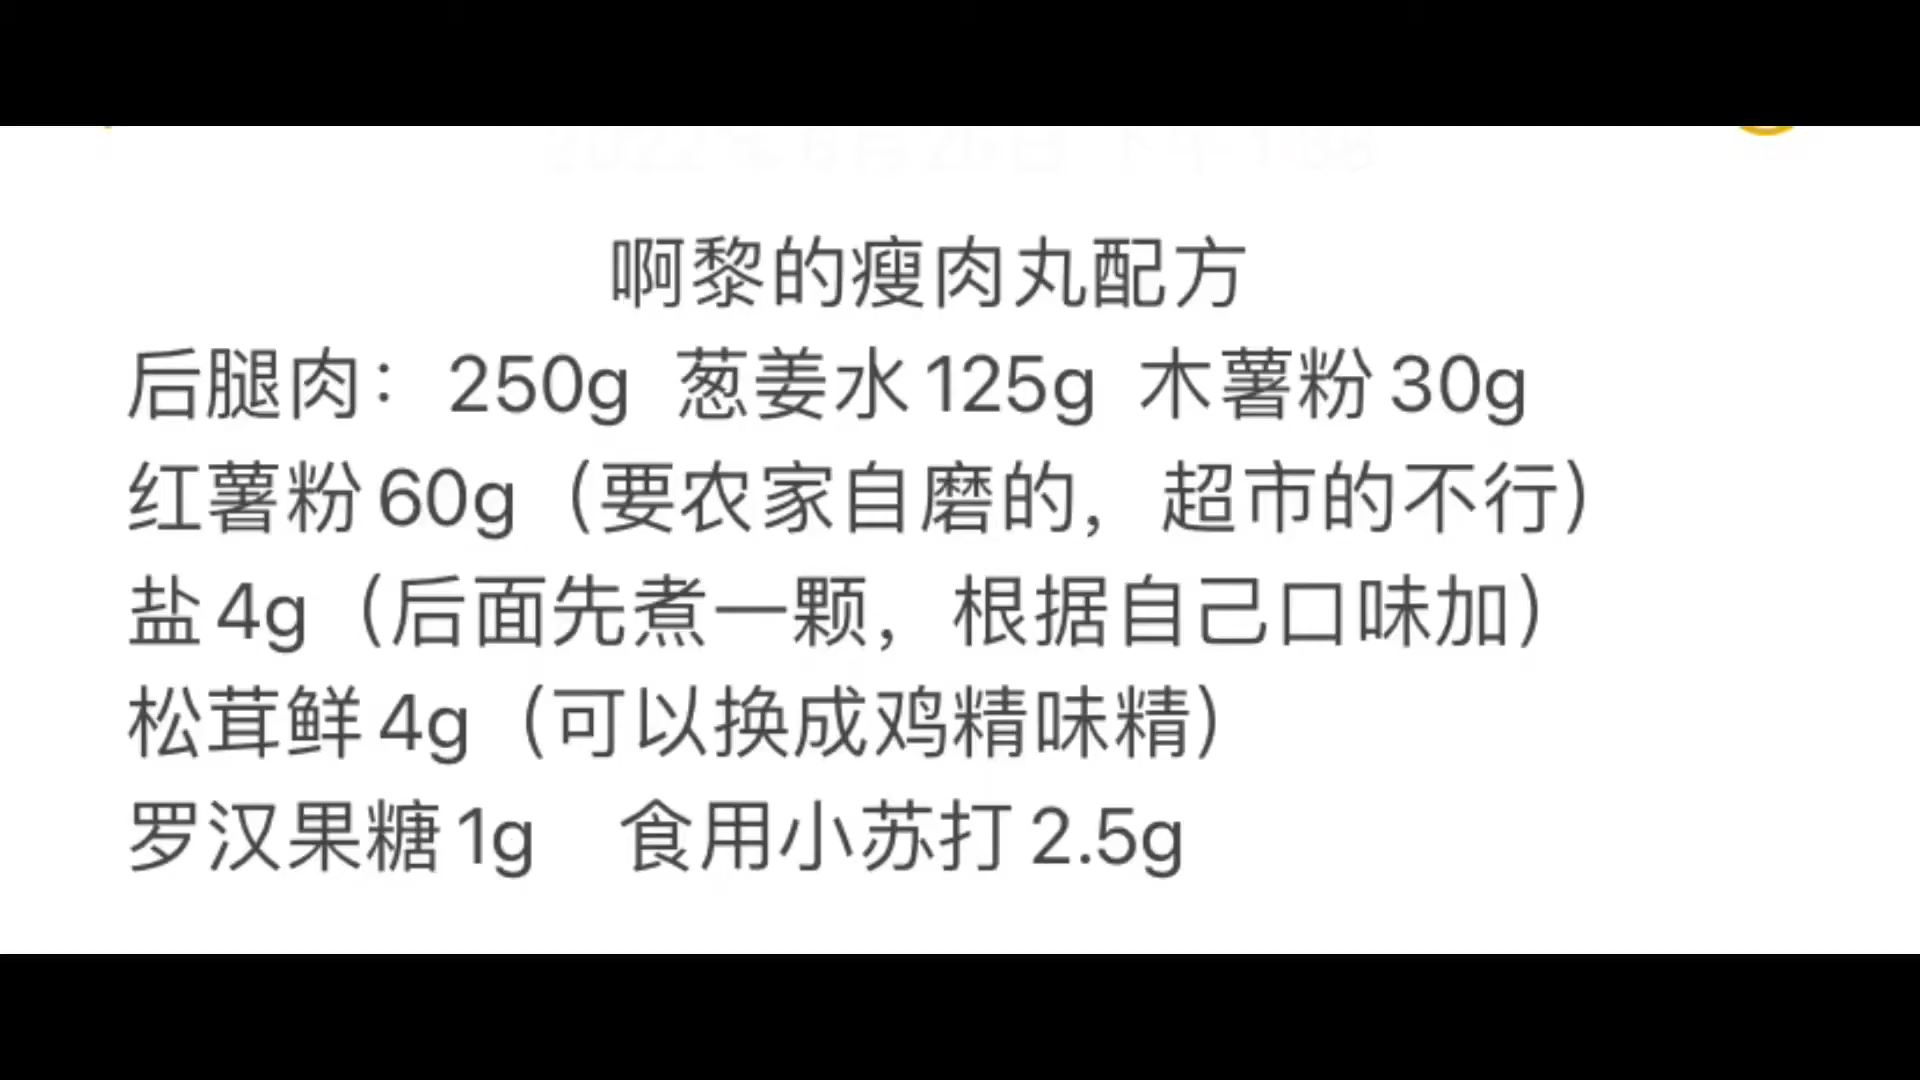 啊黎的瘦肉丸配方
后腿肉：250g 葱姜水125g 木薯粉30g
红薯粉60g（要农家自磨的，超市的不行）
盐4g（后面先煮一颗，根据自己口味加）
松茸鲜4g（可以换成鸡精味精）
罗汉果糖1g 食用小苏打2.5g